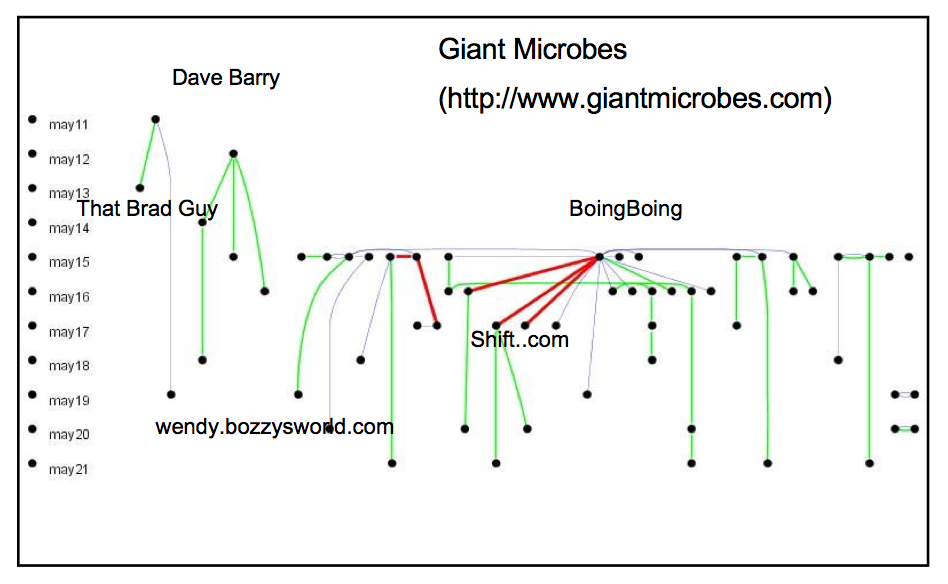 Giant Microbes
(http://www.giantmicrobes.com)
Dave Barry
may11
may12
may13
That Brad Guy
BoingBoing
may14
may15
may16
may17
Shift..com
may18
may19
wendy.bozzysworld.com
may20
may21